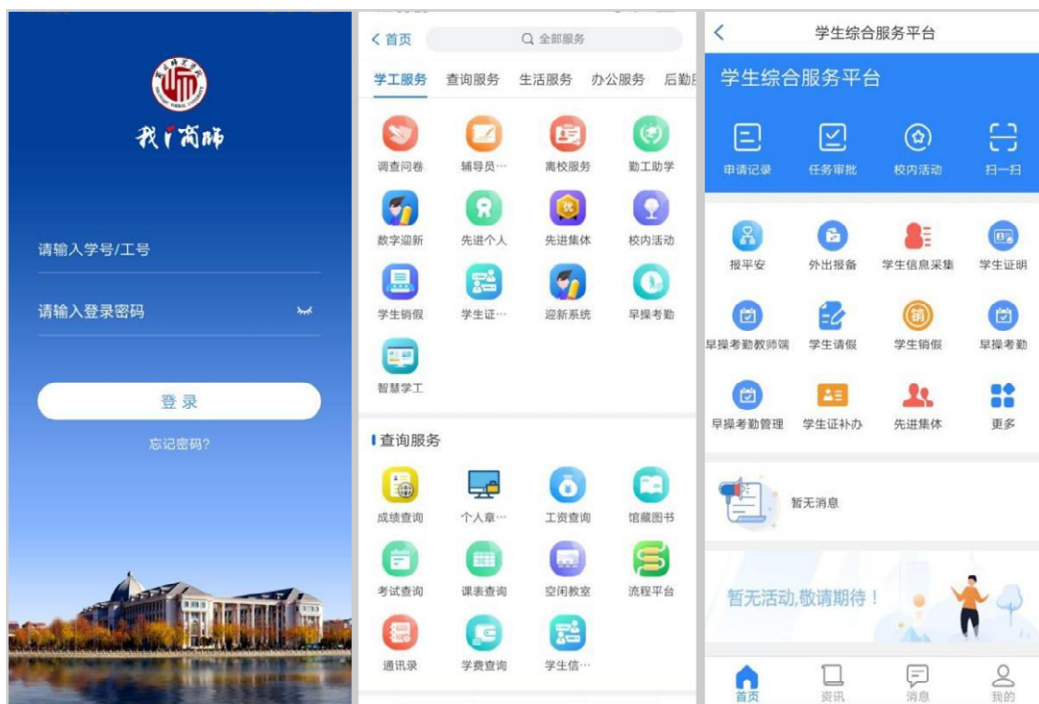 我i商师
请输入学号/工号
请输入登录密码
登录
忘记密码?
首页
全部服务
学工服务 查询服务 生活服务 办公服务 后勤
调查问卷 辅导员… 离校服务 勤工助学
优
数字迎新 先进个人 先进集体 校内活动
学生销假 学生证… 迎新系统 早操考勤
智慧学工
查询服务
成绩查询 个人章… 工资查询 馆藏图书
考试查询 课表查询 空闲教室 流程平台
通讯录 学费查询 学生信…
学生综合服务平台
学生综合服务平台
申请记录 任务审批 校内活动 扫一扫
报平安 外出报备 学生信息采集 学生证明
销
早操考勤教师端 学生请假 学生销假 早操考勤
早操考勤管理 学生证补办 先进集体 更多
暂无消息
暂无活动,敬请期待!
首页 资讯 消息 我的